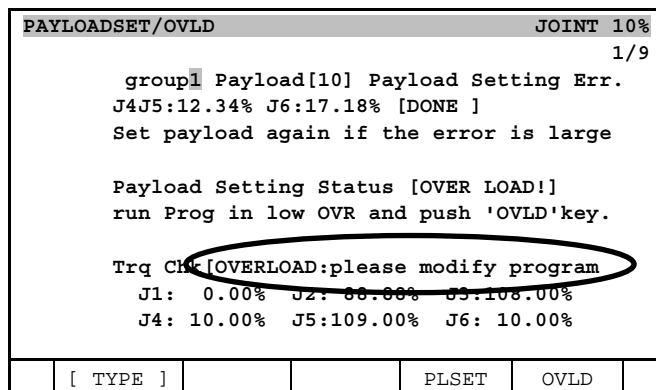 PAYLOADSET/OVLD JOINT 10%
1/9
group1 Payload[10] Payload Setting Err.
J4J5:12.34% J6:17.18% [DONE ]
Set payload again if the error is large
Payload Setting Status [OVER LOAD!]
run Prog in low OVR and push 'OVLD'key.
Trq Chk[OVERLOAD:please modify program
J1: 0.00% J2: 88.88% J3:108.00%
J4: 10.00% J5:109.00% J6: 10.00%
[ TYPE ] PLSET OVLD